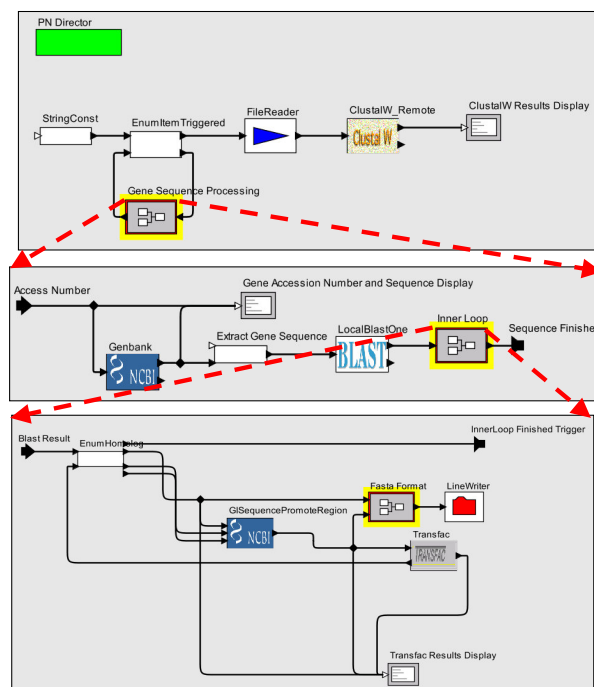 PN Director
StringConst
EnumItemTriggered
FileReader
ClustalW_Remote
ClustalW Results Display
Clustal W
Gene Sequence Processing
Access Number
Gene Accession Number and Sequence Display
Genbank
NCBI
Extract Gene Sequence
LocalBlastOne
BLAST
Inner Loop
Sequence Finishe
Blast Result
EnumHomolog
InnerLoop Finished Trigger
GISequencePromoteRegion
NCBI
Fasta Format
LineWriter
Transfac
TRANSFAC
Transfac Results Display